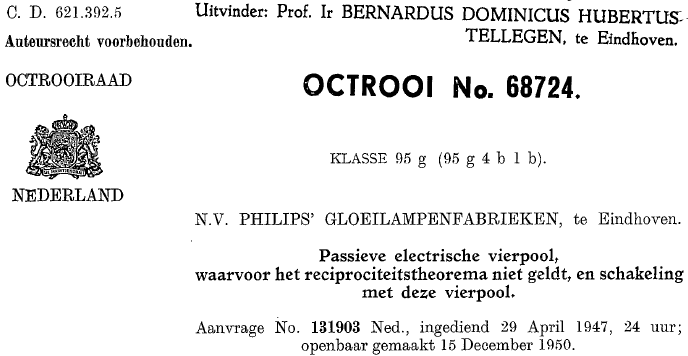 C. D. 621.392.5
Auteursrecht voorbehouden.
OCTROOIRAAD
NEDERLAND
Uitvinder: Prof. Ir BERNARDUS DOMINICUS HUBERTUS
TELLEGEN, te Eindhoven.
OCTROOI No. 68724.
KLASSE 95 g (95 g 4 b 1 b).
N.V. PHILIPS' GLOEILAMPENFABRIEKEN, te Eindhoven.
Passieve electrische vierpool,
waarvoor het reciprociteitstheorema niet geldt, en schakeling
met deze vierpool.
Aanvrage No. 131903 Ned., ingediend 29 April 1947, 24 uur;
openbaar gemaakt 15 December 1950.